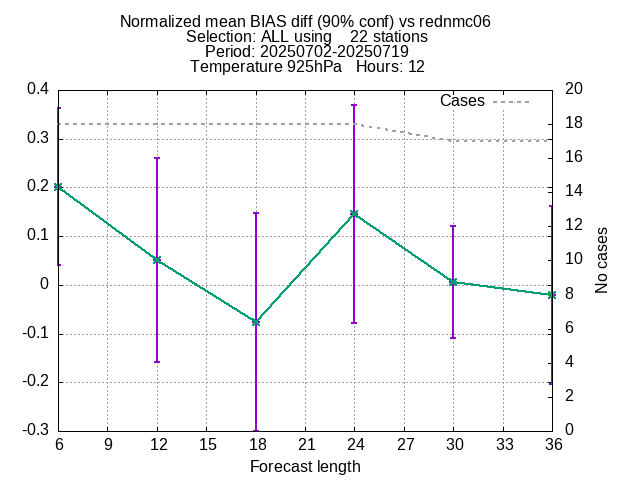 Normalized mean BIAS diff (90% conf) vs rednmc06
Selection: ALL using    22 stations
Period: 20250702-20250719
Temperature 925hPa   Hours: 12
Cases
0.4
0.3
0.2
0.1
0
-0.1
-0.2
-0.3
20
18
16
14
12
10
8
6
4
2
0
No cases
6 9 12 15 18 21 24 27 30 33 36
Forecast length